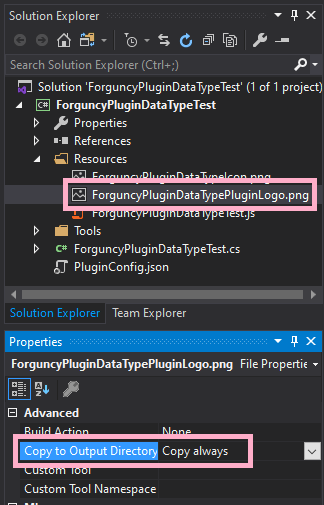 Solution Explorer
Search Solution Explorer (Ctrl+;)
Solution 'ForguncyPluginDataTypeTest' (1 of 1 project)
ForguncyPluginDataTypeTest
Properties
References
Resources
ForguncyPluginDataTypeIcon.png
ForguncyPluginDataTypePluginLogo.png
ForguncyPluginDataTypeTest.js
Tools
ForguncyPluginDataTypeTest.cs
PluginConfig.json
Solution Explorer Team Explorer
Properties
ForguncyPluginDataTypePluginLogo.png File Properties
Advanced
Build Action None
Copy to Output Directory Copy always
Custom Tool
Custom Tool Namespace